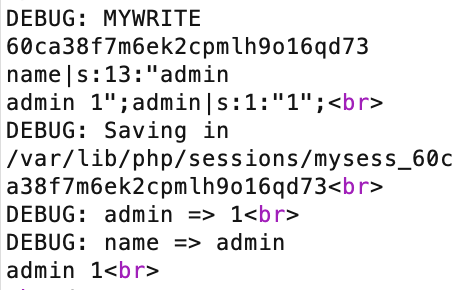 DEBUG: MYWRITE
60ca38f7m6ek2cpmlh9o16qd73
name|s:13:"admin
admin 1";admin|s:1:"1";<br>
DEBUG: Saving in
/var/lib/php/sessions/mysess_60c
a38f7m6ek2cpmlh9o16qd73<br>
DEBUG: admin => 1<br>
DEBUG: name => admin
admin 1<br>